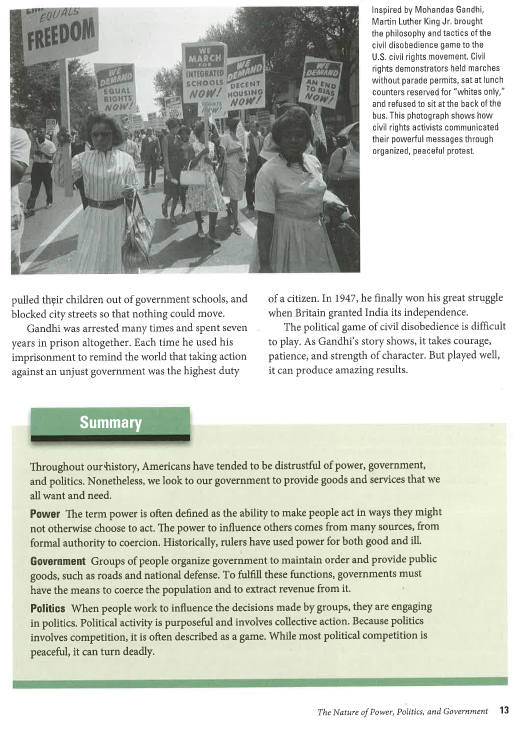 EQUALS
FREEDOM
WE
DEMAND
EQUAL
RIGHTS
NOW!
WE
MARCH
FOR
INTEGRATED
SCHOOLS
NOW!
WE
DEMAND
DECENT
HOUSING
NOW!
WE
DEMAND
AN END
TO BIAS
NOW!
RIGHTS
NOW!
Inspired by Mohandas Gandhi,
Martin Luther King Jr. brought
the philosophy and tactics of the
civil disobedience game to the
U.S. civil rights movement. Civil
rights demonstrators held marches
without parade permits, sat at lunch
counters reserved for "whites only,"
and refused to sit at the back of the
bus. This photograph shows how
civil rights activists communicated
their powerful messages through
organized, peaceful protest.
pulled their children out of government schools, and
blocked city streets so that nothing could move.
Gandhi was arrested many times and spent seven
years in prison altogether. Each time he used his
imprisonment to remind the world that taking action
against an unjust government was the highest duty
of a citizen. In 1947, he finally won his great struggle
when Britain granted India its independence.
The political game of civil disobedience is difficult
to play. As Gandhi's story shows, it takes courage,
patience, and strength of character. But played well,
it can produce amazing results.
Summary
Throughout our history, Americans have tended to be distrustful of power, government,
and politics. Nonetheless, we look to our government to provide goods and services that we
all want and need.
Power The term power is often defined as the ability to make people act in ways they might
not otherwise choose to act. The power to influence others comes from many sources, from
formal authority to coercion. Historically, rulers have used power for both good and ill.
Government Groups of people organize government to maintain order and provide public
goods, such as roads and national defense. To fulfill these functions, governments must
have the means to coerce the population and to extract revenue from it.
Politics When people work to influence the decisions made by groups, they are engaging
in politics. Political activity is purposeful and involves collective action. Because politics
involves competition, it is often described as a game. While most political competition is
peaceful, it can turn deadly.
The Nature of Power, Politics, and Government 13